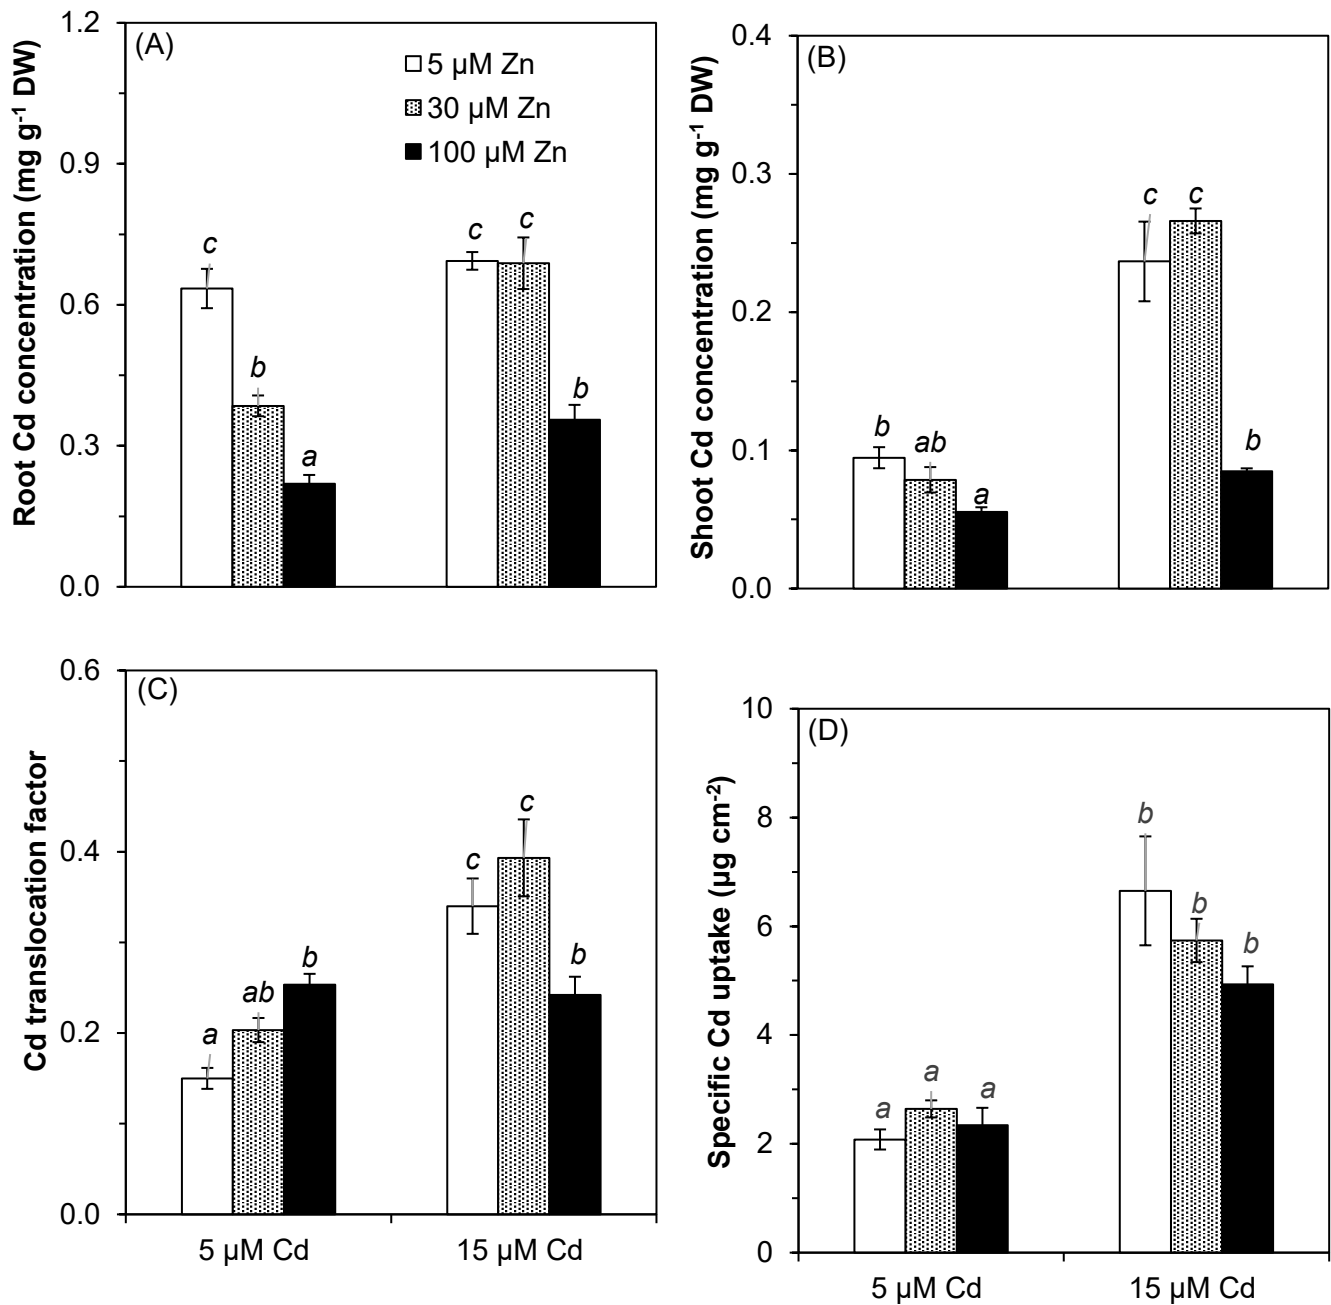 (A)
1.2
0.9
0.6
0.3
0.0
Root Cd concentration (mg g-1 DW)
5 µM Zn
30 µM Zn
100 µM Zn
c
b
a
c
c
b
(B)
0.4
0.3
0.2
0.1
0.0
Shoot Cd concentration (mg g-1 DW)
b
ab
a
c
c
b
(C)
0.6
0.4
0.2
0.0
Cd translocation factor
a
ab
b
c
c
b
5 µM Cd
15 µM Cd
(D)
10
8
6
4
2
0
Specific Cd uptake (µg cm-2)
a
a
a
b
b
b
5 µM Cd
15 µM Cd